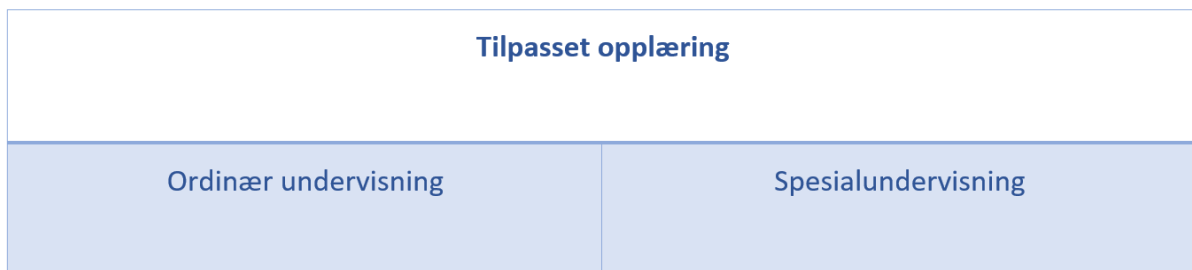 Tilpasset opplæring
Ordinær undervisning
Spesialundervisning